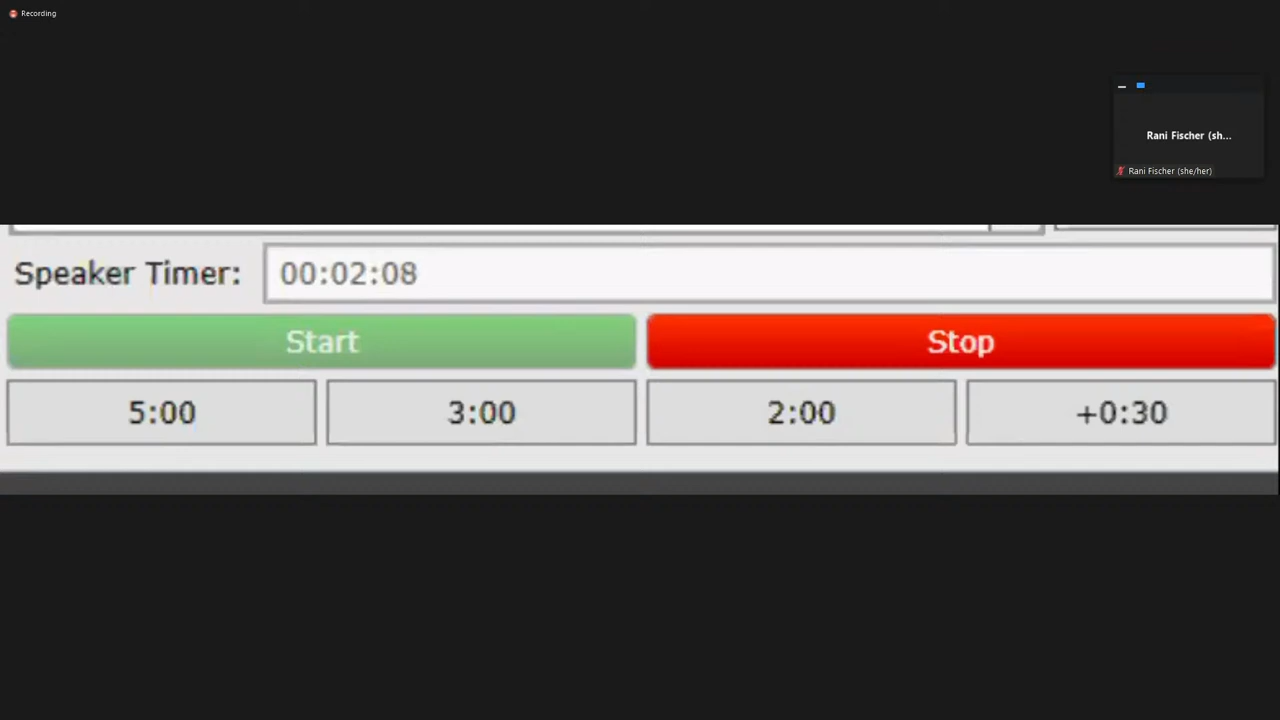 Recording
Rani Fischer (sh...
Rani Fischer (she/her)
Speaker Timer: 00:02:08
Start Stop
5:00 3:00 2:00 +0:30